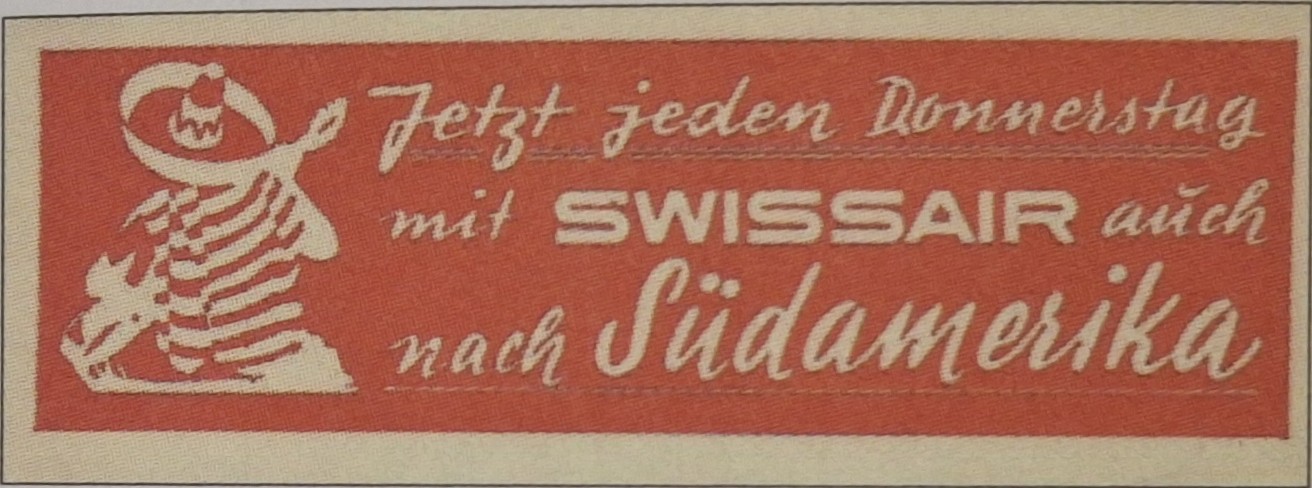 Jetzt jeden Donnerstag
mit SWISSAIR auch
nach Südamerika